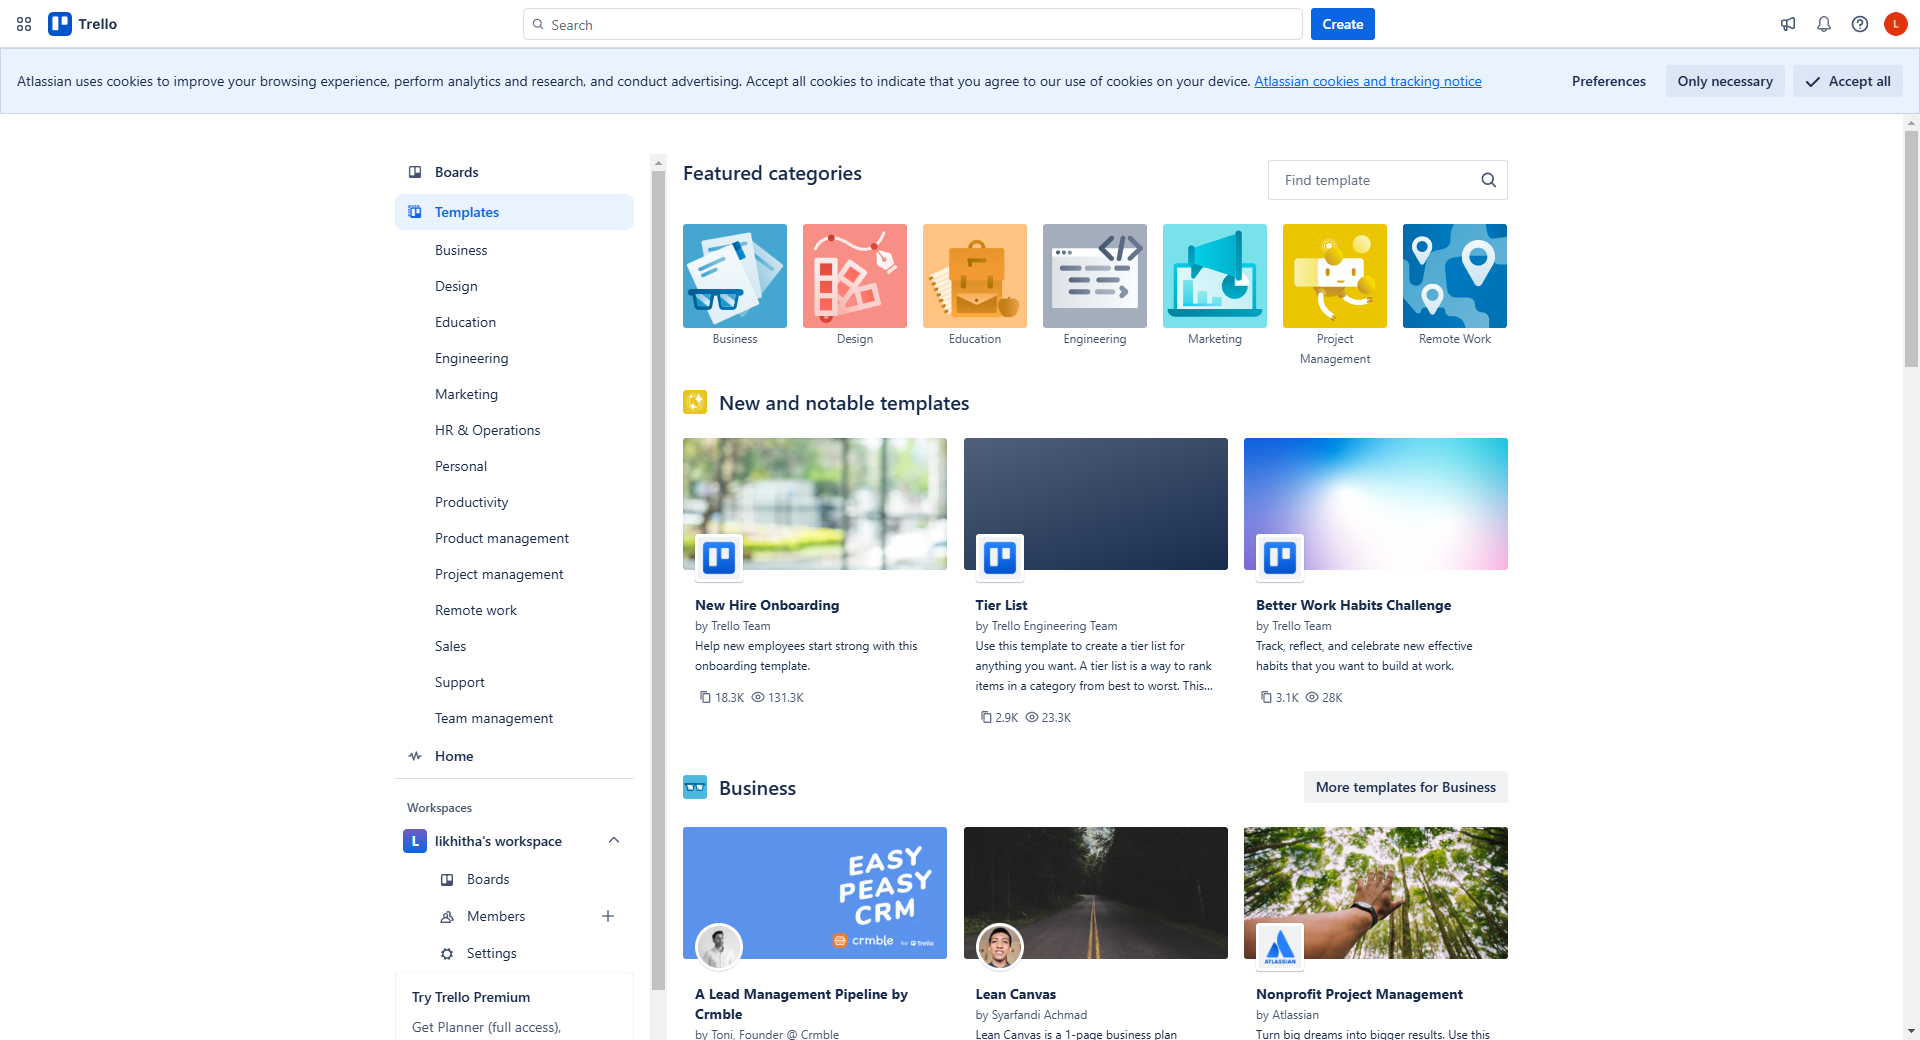 Trello
Search
Create
L
Atlassian uses cookies to improve your browsing experience, perform analytics and research, and conduct advertising. Accept all cookies to indicate that you agree to our use of cookies on your device. Atlassian cookies and tracking notice
Preferences
Only necessary
Accept all
Boards
Templates
Business
Design
Education
Engineering
Marketing
HR & Operations
Personal
Productivity
Product management
Project management
Remote work
Sales
Support
Team management
Home
Workspaces
L
likhitha's workspace
Boards
Members
Settings
Try Trello Premium
Get Planner (full access),
Featured categories
Find template
Business
Design
Education
Engineering
Marketing
Project
Management
Remote Work
New and notable templates
New Hire Onboarding
by Trello Team
Help new employees start strong with this
onboarding template.
18.3K
131.3K
Tier List
by Trello Engineering Team
Use this template to create a tier list for
anything you want. A tier list is a way to rank
items in a category from best to worst. This...
2.9K
23.3K
Better Work Habits Challenge
by Trello Team
Track, reflect, and celebrate new effective
habits that you want to build at work.
3.1K
28K
Business
More templates for Business
EASY
PEASY
CRM
crmble for Trello
A Lead Management Pipeline by
Crmble
by Toni, Founder @ Crmble
Lean Canvas
by Syarfandi Achmad
Lean Canvas is a 1-page business plan
ATLASSIAN
Nonprofit Project Management
by Atlassian
Turn big dreams into bigger results. Use this